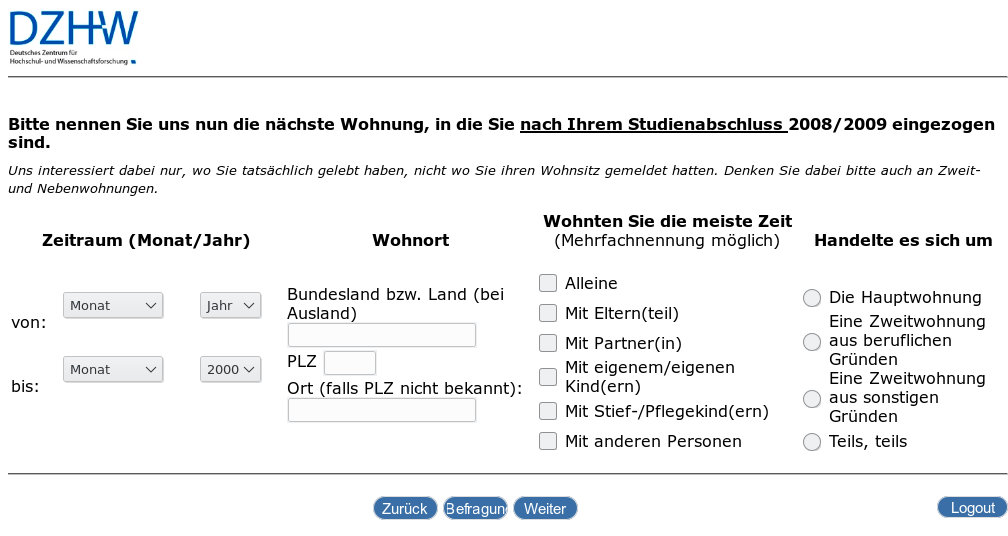 DZHW
Deutsches Zentrum für
Hochschul- und Wissenschaftsforschung
Bitte nennen Sie uns nun die nächste Wohnung, in die Sie nach Ihrem Studienabschluss 2008/2009 eingezogen
sind.
Uns interessiert dabei nur, wo Sie tatsächlich gelebt haben, nicht wo Sie ihren Wohnsitz gemeldet hatten. Denken Sie dabei bitte auch an Zweit-
und Nebenwohnungen.
Zeitraum (Monat/Jahr)
Wohnort
Wohnten Sie die meiste Zeit
(Mehrfachnennung möglich)
Handelte es sich um
von:
Monat
Jahr
bis:
Monat
2000
Bundesland bzw. Land (bei
Ausland)
PLZ
Ort (falls PLZ nicht bekannt):
Alleine
Mit Eltern(teil)
Mit Partner(in)
Mit eigenem/eigenen
Kind(ern)
Mit Stief-/Pflegekind(ern)
Mit anderen Personen
Die Hauptwohnung
Eine Zweitwohnung
aus beruflichen
Gründen
Eine Zweitwohnung
aus sonstigen
Gründen
Teils, teils
Zurück
Befragun
Weiter
Logout